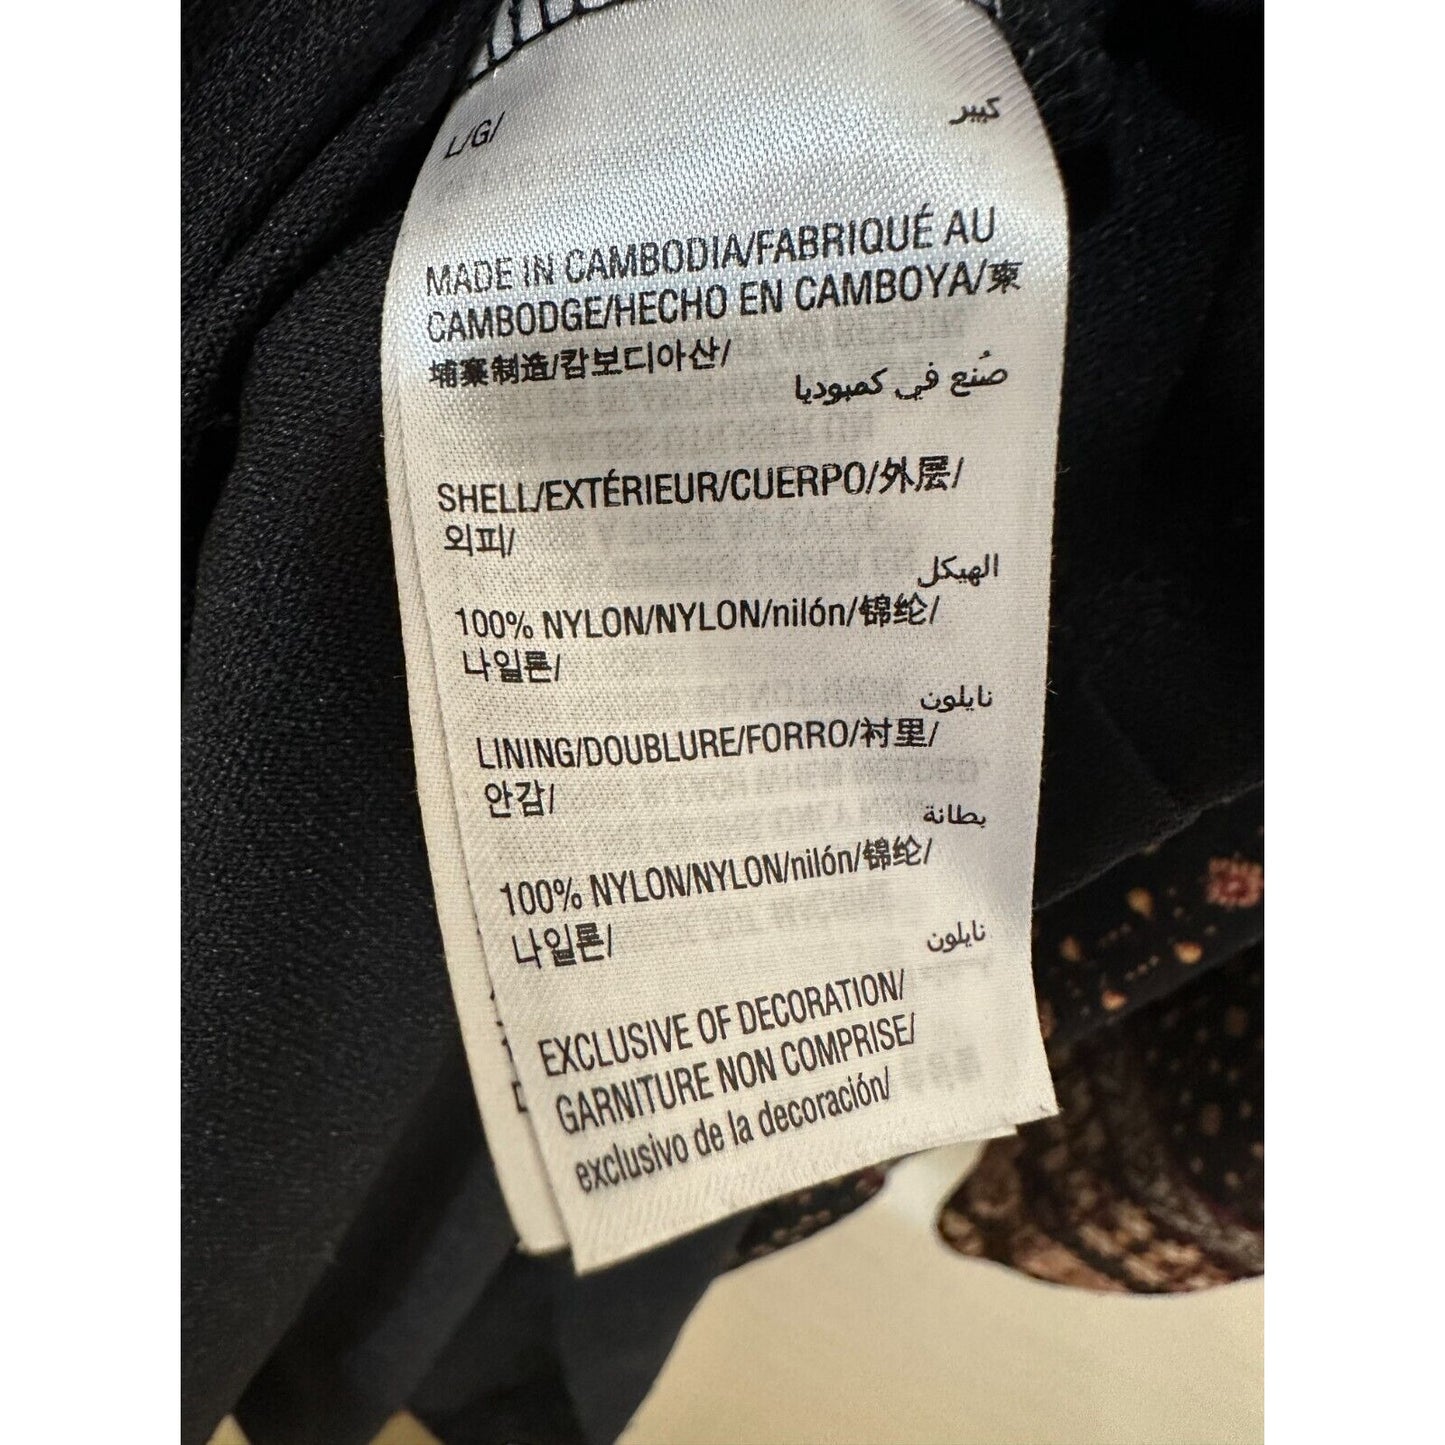 L/G/
كبير
MADE IN CAMBODIA/FABRIQUÉ AU
CAMBODGE/HECHO EN CAMBOYA/柬
埔寨制造/캄보디아산/
صُنع في كمبوديا
SHELL/EXTÉRIEUR/CUERPO/外层/
외피/
الهيكل
100% NYLON/NYLON/nilón/锦纶/
나일론/
نايلون
LINING/DOUBLURE/FORRO/衬里/
안감/
بطانة
100% NYLON/NYLON/nilón/锦纶/
나일론/
نايلون
EXCLUSIVE OF DECORATION/
GARNITURE NON COMPRISE/
exclusivo de la decoración/